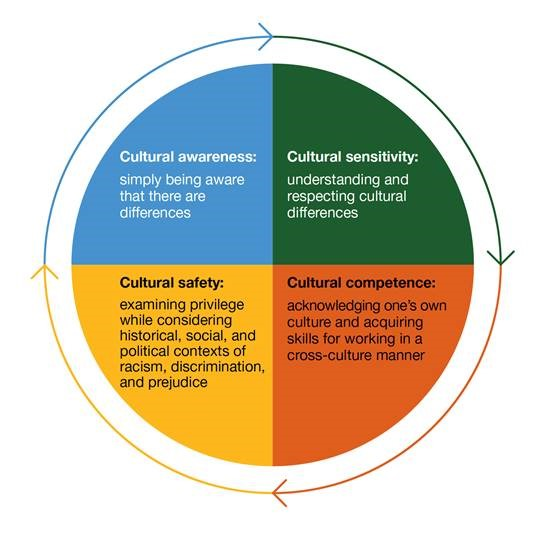 Cultural awareness:
simply being aware
that there are
differences
Cultural sensitivity:
understanding and
respecting cultural
differences
Cultural safety:
examining privilege
while considering
historical, social, and
political contexts of
racism, discrimination,
and prejudice
Cultural competence:
acknowledging one's own
culture and acquiring
skills for working in a
cross-culture manner